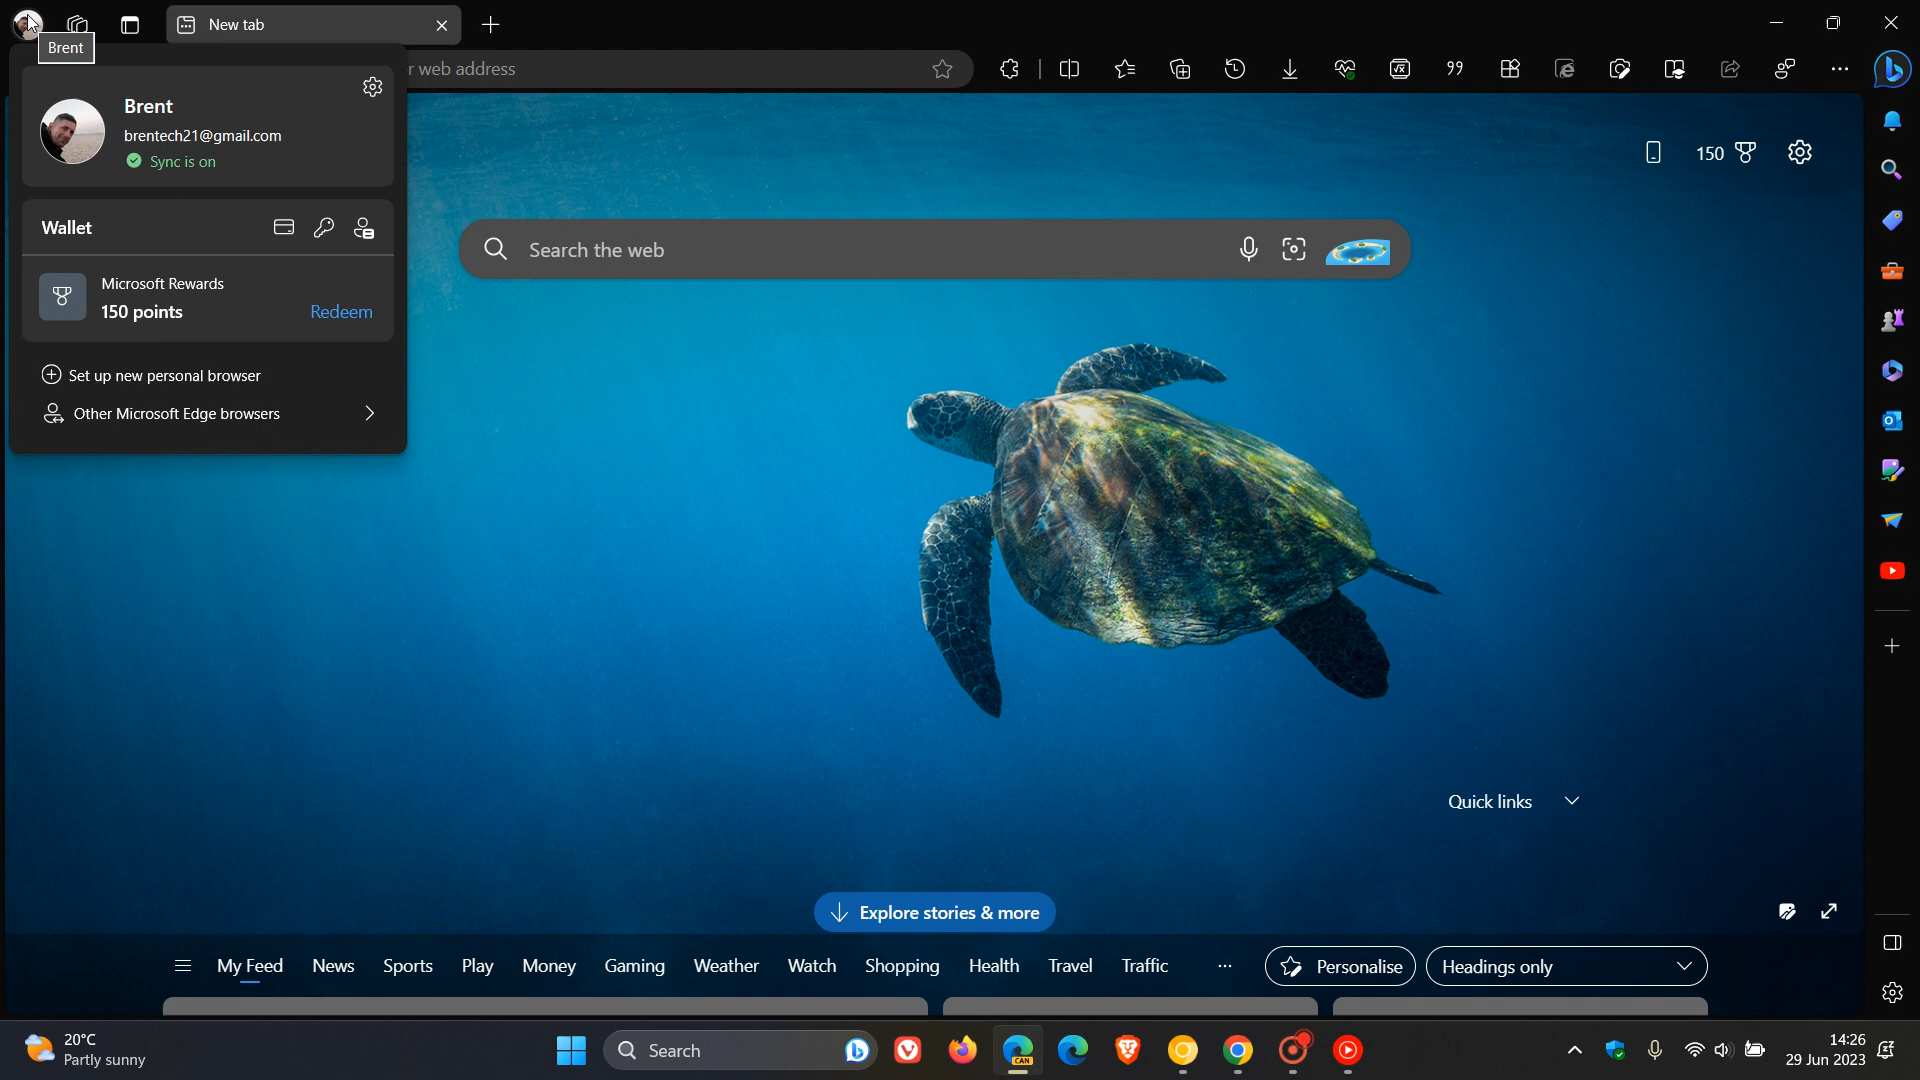 New tab
Brent
r web address
Brent
brentech21@gmail.com
Sync is on
Wallet
Microsoft Rewards
150 points
Redeem
Set up new personal browser
Other Microsoft Edge browsers
150
Search the web
Quick links
Explore stories & more
My Feed News Sports Play Money Gaming Weather Watch Shopping Health Travel Traffic ... Personalise Headings only
20°C
Partly sunny
Search
CAN
14:26
29 Jun 2023